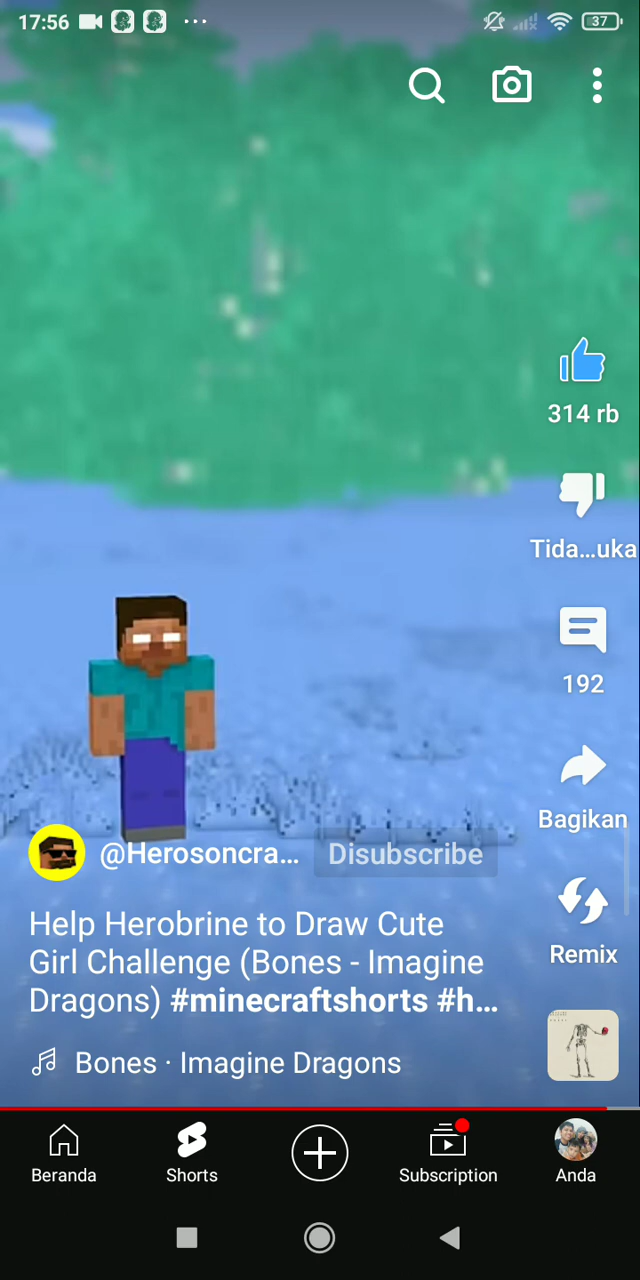 17:56
37
314 rb
Tida...uka
192
Bagikan
@Herosoncra...
Disubscribe
Help Herobrine to Draw Cute
Girl Challenge (Bones - Imagine
Dragons) #minecraftshorts #h...
Remix
Bones · Imagine Dragons
Beranda
Shorts
Subscription
Anda